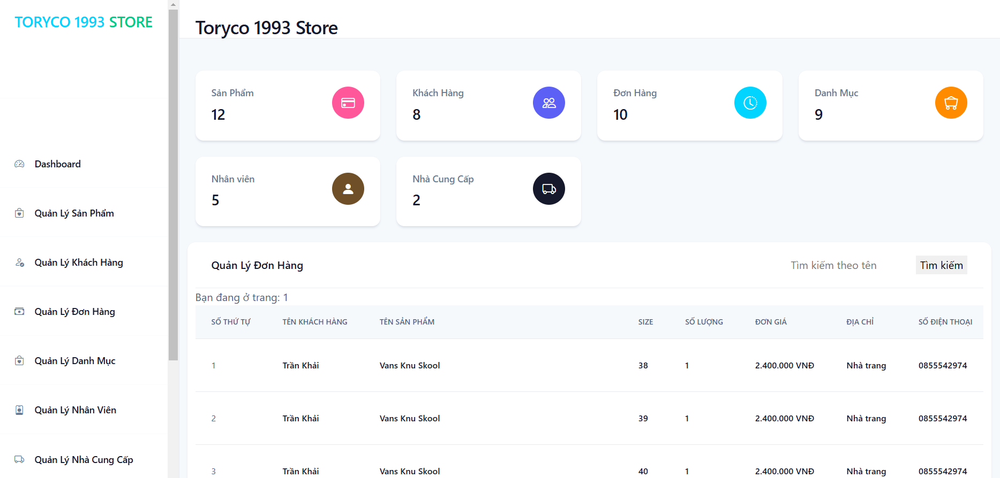 TORYCO 1993 STORE
Dashboard
Quản Lý Sản Phẩm
Quản Lý Khách Hàng
Quản Lý Đơn Hàng
Quản Lý Danh Mục
Quản Lý Nhân Viên
Quản Lý Nhà Cung Cấp
Toryco 1993 Store
Sản Phẩm
12
Khách Hàng
8
Đơn Hàng
10
Danh Mục
9
Nhân viên
5
Nhà Cung Cấp
2
Quản Lý Đơn Hàng Tìm kiếm theo tên Tìm kiếm
Bạn đang ở trang: 1
SỐ THỨ TỰ TÊN KHÁCH HÀNG TÊN SẢN PHẨM SIZE SỐ LƯỢNG ĐƠN GIÁ ĐỊA CHỈ SỐ ĐIỆN THOẠI
1 Trần Khải Vans Knu Skool 38 1 2.400.000 VNĐ Nhà trang 0855542974
2 Trần Khải Vans Knu Skool 39 1 2.400.000 VNĐ Nhà trang 0855542974
3 Trần Khải Vans Knu Skool 40 1 2.400.000 VNĐ Nhà trang 0855542974